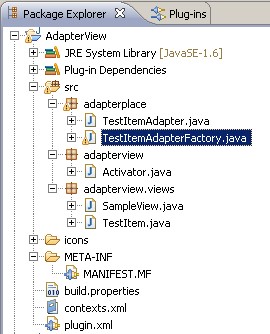 Package Explorer
Plug-ins
AdapterView
JRE System Library [JavaSE-1.6]
Plug-in Dependencies
src
adapterplace
TestItemAdapter.java
TestItemAdapterFactory.java
adapterview
Activator.java
adapterview.views
SampleView.java
TestItem.java
icons
META-INF
MANIFEST.MF
build.properties
contexts.xml
plugin.xml